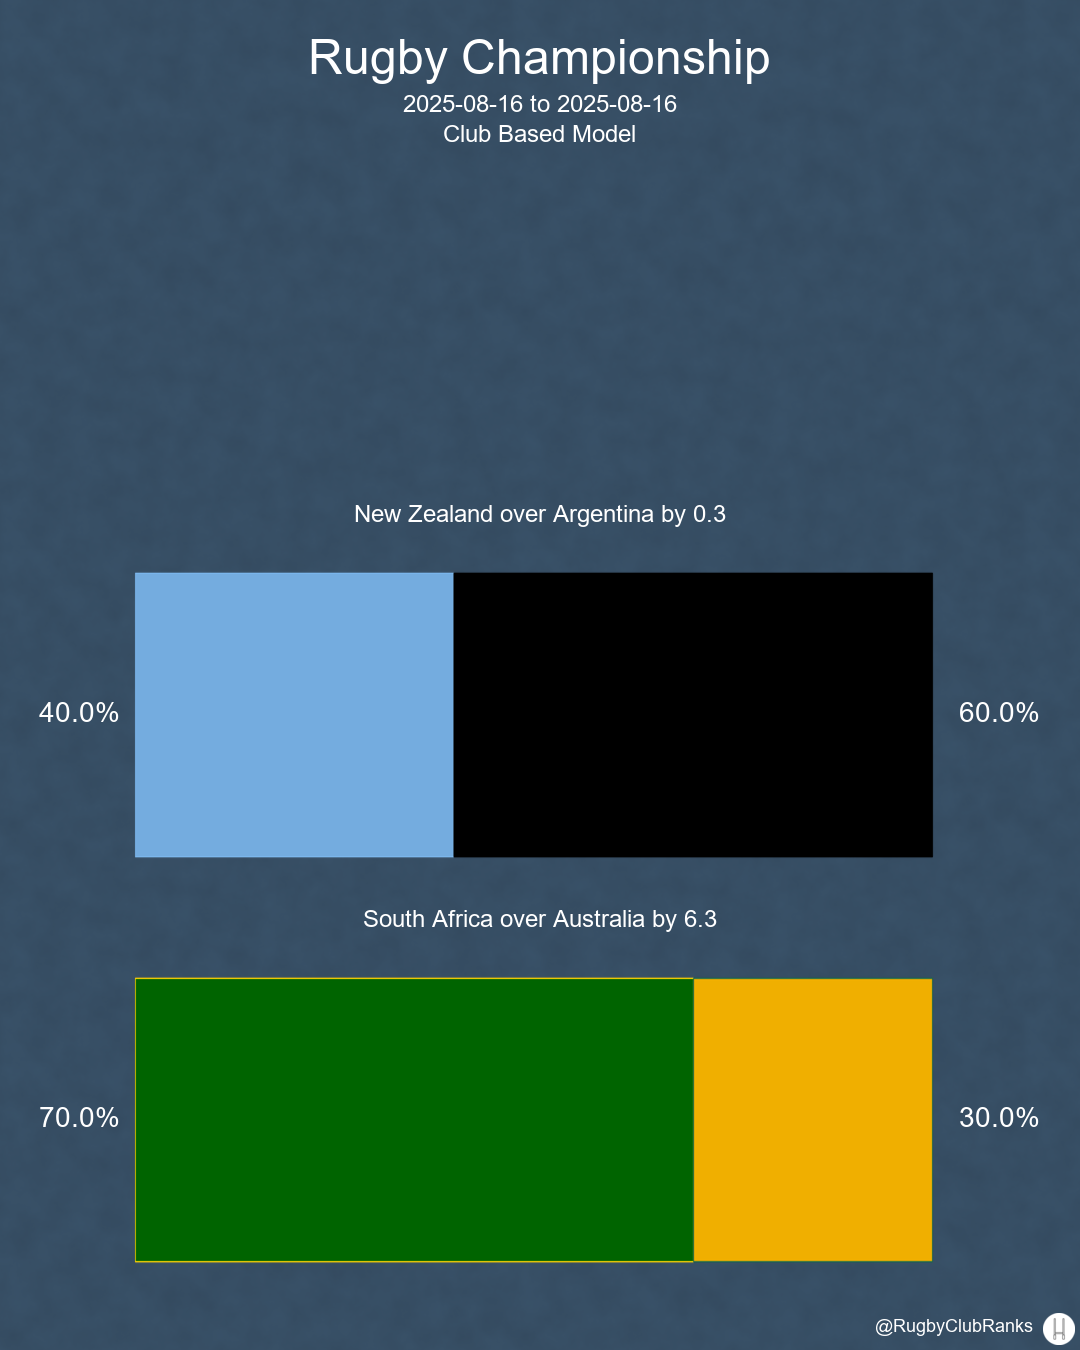 Rugby Championship
2025-08-16 to 2025-08-16
Club Based Model
New Zealand over Argentina by 0.3
40.0%
60.0%
South Africa over Australia by 6.3
70.0%
30.0%
@RugbyClubRanks